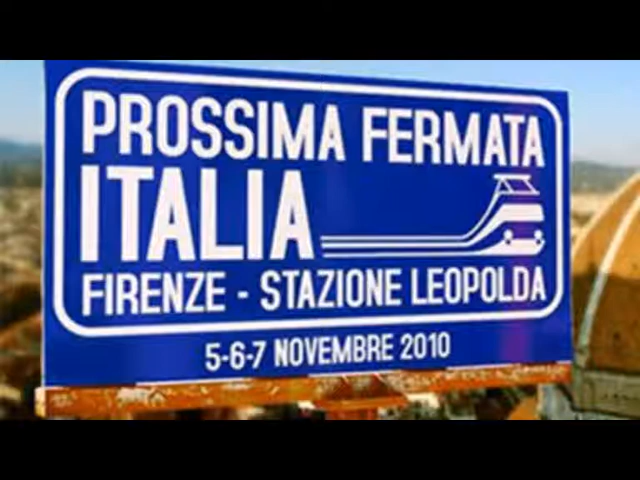 PROSSIMA FERMATA
ITALIA
FIRENZE - STAZIONE LEOPOLDA
5-6-7 NOVEMBRE 2010